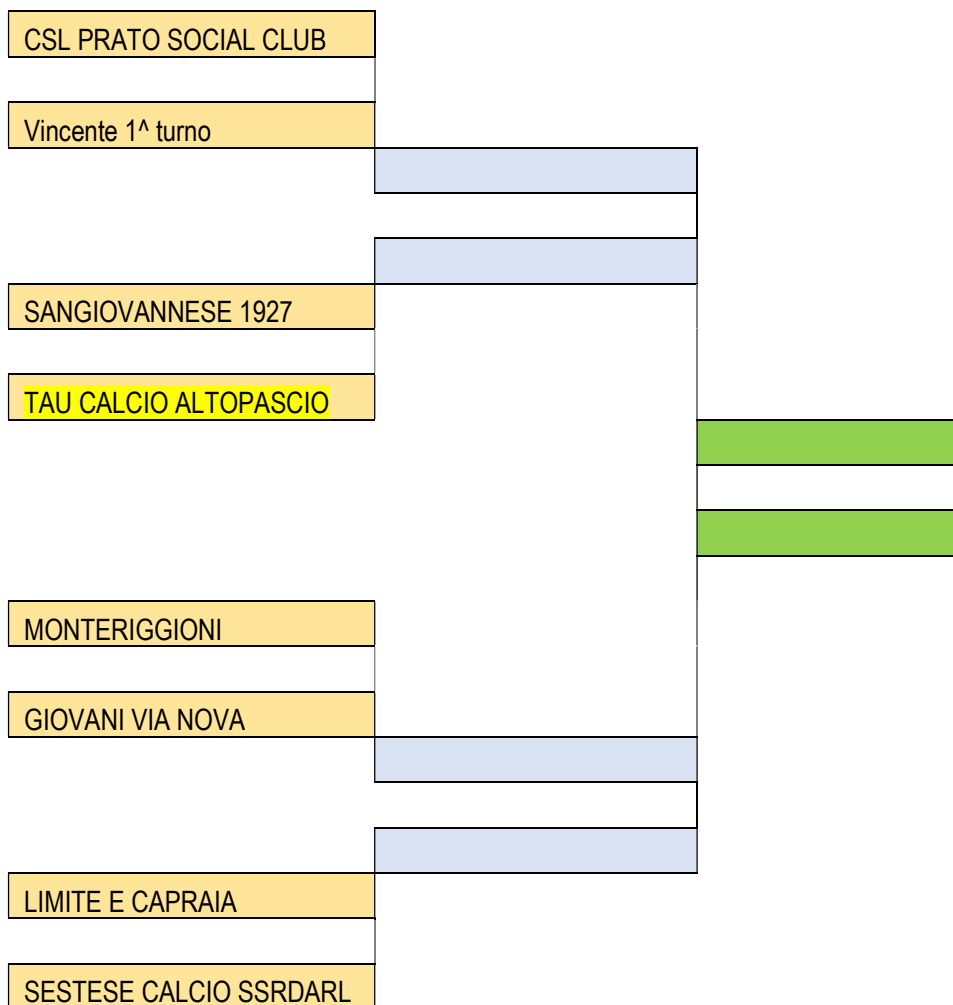 CSL PRATO SOCIAL CLUB
Vincente 1^ turno
SANGIOVANNESE 1927
TAU CALCIO ALTOPASCIO
MONTERIGGIONI
GIOVANI VIA NOVA
LIMITE E CAPRAIA
SESTESE CALCIO SSRDARL